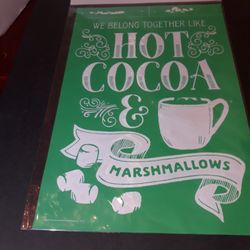 WE BELONG TOGETHER LIKE
HOT
COCOA
&
MARSHMALLOWS